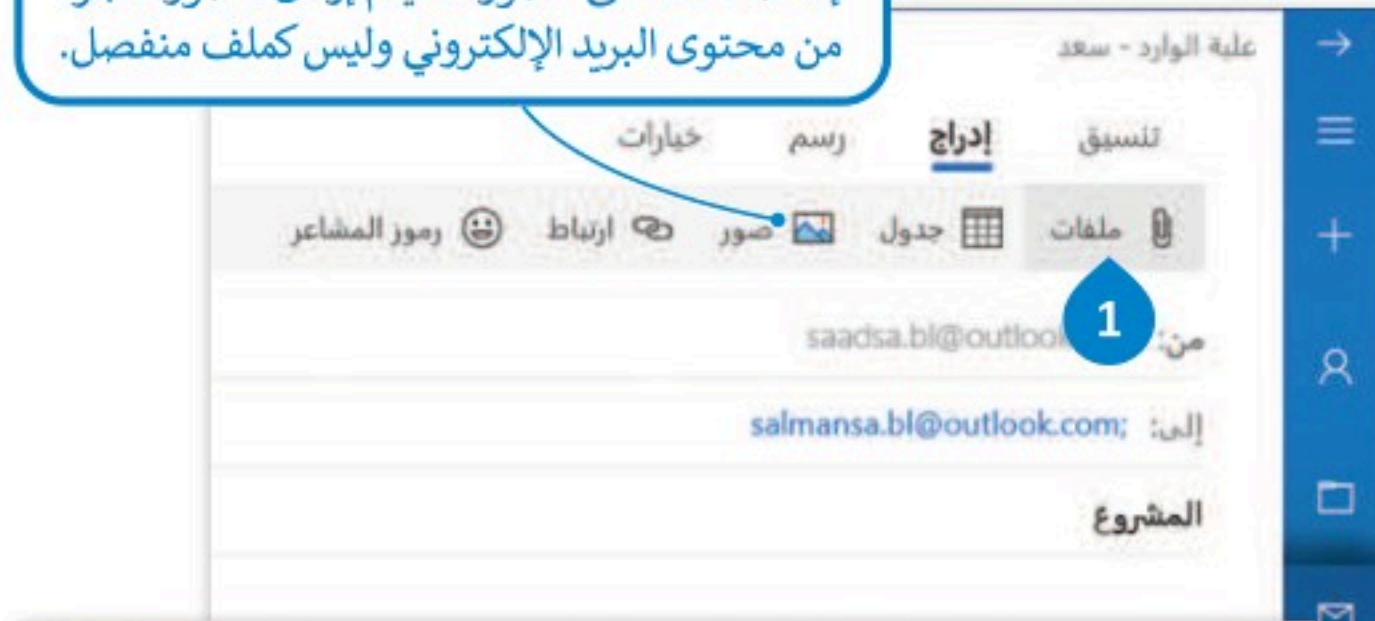 من محتوى البريد الإلكتروني وليس كملف منفصل.
علبة الوارد - سعد
تنسيق إدراج رسم خيارات
ملفات جدول صور ارتباط رموز المشاعر
1
من: saadsa.bl@outlook
إلى: salmansa.bl@outlook.com;
المشروع